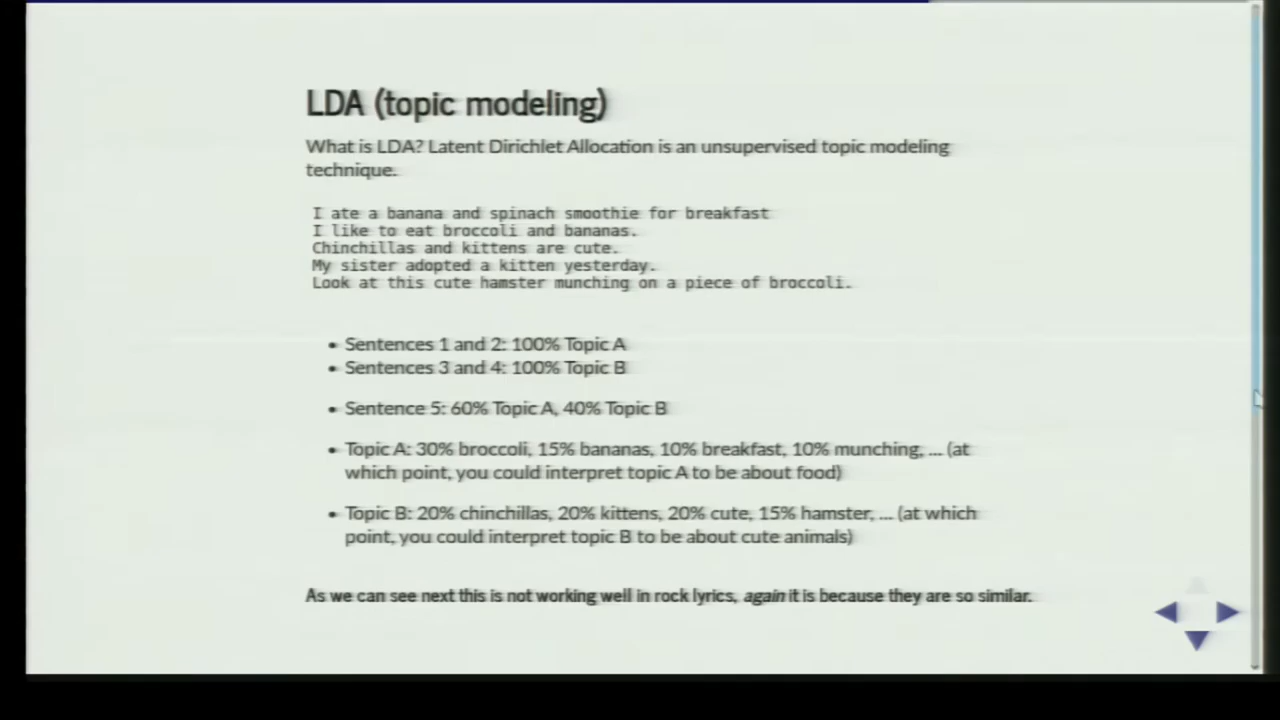 LDA (topic modeling)
What is LDA? Latent Dirichlet Allocation is an unsupervised topic modeling
technique.
I ate a banana and spinach smoothie for breakfast
I like to eat broccoli and bananas.
Chinchillas and kittens are cute.
My sister adopted a kitten yesterday.
Look at this cute hamster munching on a piece of broccoli.
• Sentences 1 and 2: 100% Topic A
• Sentences 3 and 4: 100% Topic B
• Sentence 5: 60% Topic A, 40% Topic B
• Topic A: 30% broccoli, 15% bananas, 10% breakfast, 10% munching, ... (at
which point, you could interpret topic A to be about food)
• Topic B: 20% chinchillas, 20% kittens, 20% cute, 15% hamster, ... (at which
point, you could interpret topic B to be about cute animals)
As we can see next this is not working well in rock lyrics, again it is because they are so similar.